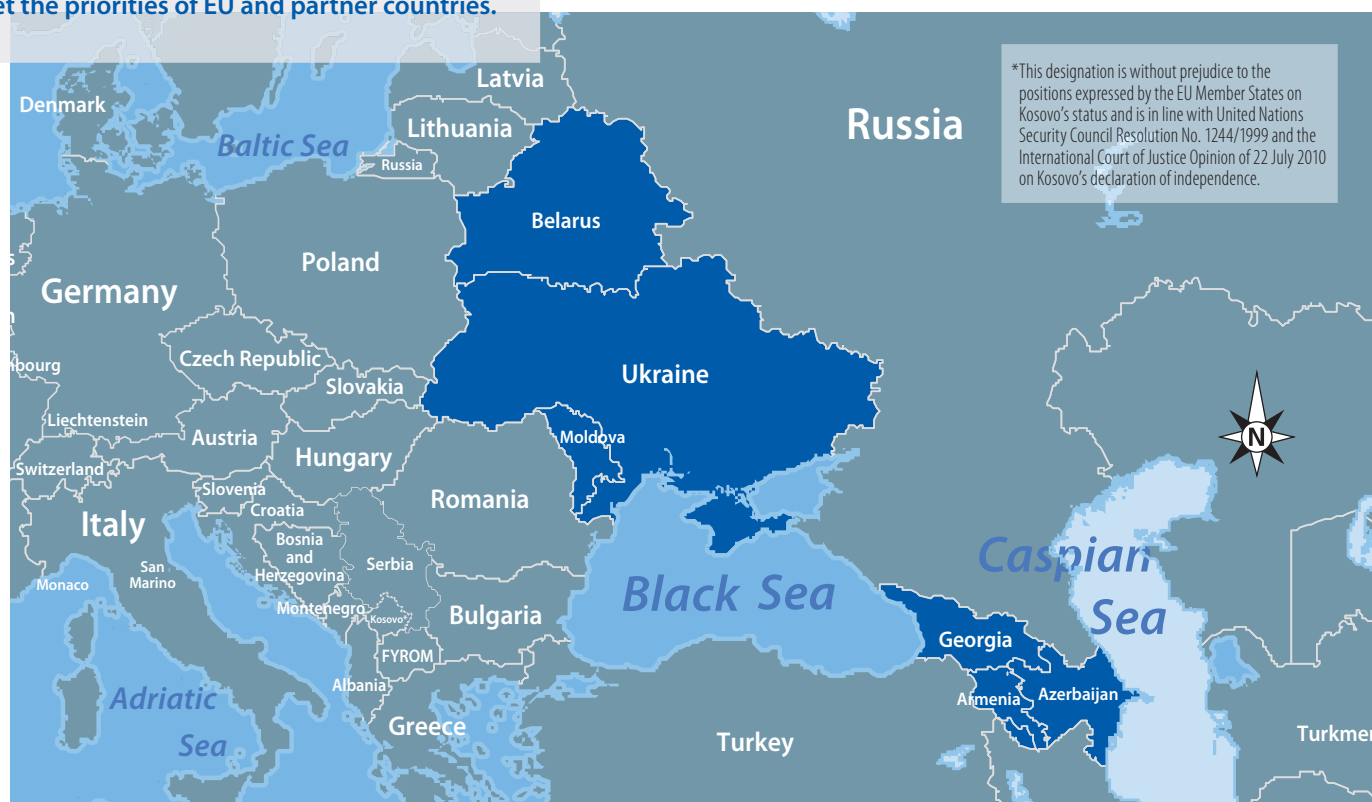 et the priorities of EU and partner countries.
*This designation is without prejudice to the
positions expressed by the EU Member States on
Kosovo's status and is in line with United Nations
Security Council Resolution No. 1244/1999 and the
International Court of Justice Opinion of 22 July 2010
on Kosovo's declaration of independence.
Latvia
Denmark
Lithuania
Russia
Baltic Sea
Russia
Belarus
Poland
Germany
Czech Republic
Ukraine
Slovakia
Liechtenstein
Austria
Moldova
N
Hungary
Switzerland
Slovenia
Romania
Croatia
Italy
Bosnia
and
Herzegovina
Serbia
Caspian
Sea
San
Marino
Monaco
Black Sea
Montenegro
Kosovo*
Bulgaria
Georgia
FYROM
Albania
Armenia
Azerbaijan
Adriatic
Sea
Greece
Turkey
Turkme